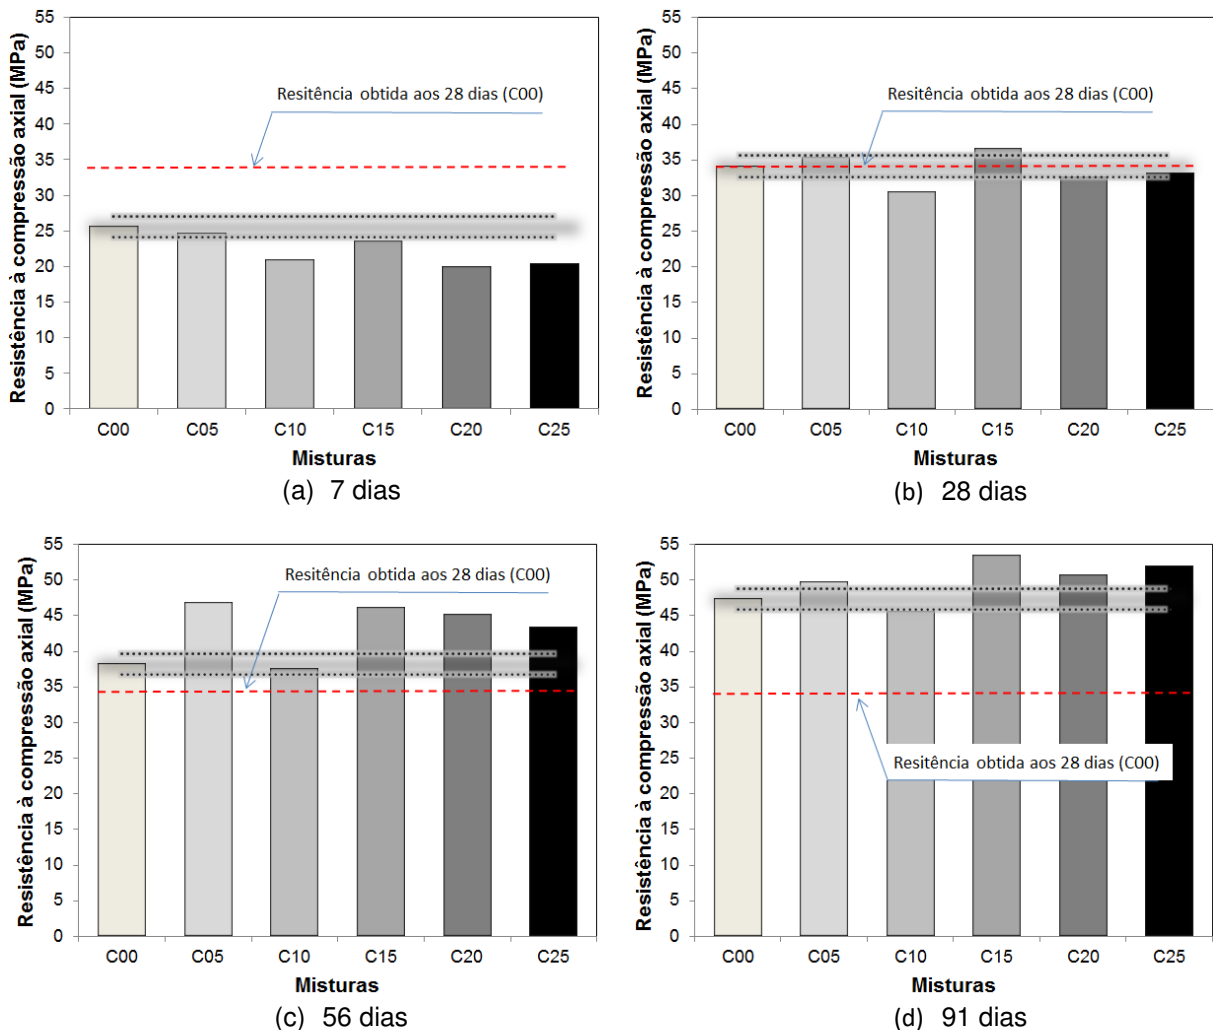 Resistência à compressão axial (MPa)
55
50
45
40
35
30
25
20
15
10
5
0
Resitência obtida aos 28 dias (C00)
C00 C05 C10 C15 C20 C25
Misturas
(a) 7 dias
Resistência à compressão axial (MPa)
55
50
45
40
35
30
25
20
15
10
5
0
Resitência obtida aos 28 dias (C00)
C00 C05 C10 C15 C20 C25
Misturas
(b) 28 dias
Resistência à compressão axial (MPa)
55
50
45
40
35
30
25
20
15
10
5
0
Resitência obtida aos 28 dias (C00)
C00 C05 C10 C15 C20 C25
Misturas
(c) 56 dias
Resistência à compressão axial (MPa)
55
50
45
40
35
30
25
20
15
10
5
0
Resitência obtida aos 28 dias (C00)
C00 C05 C10 C15 C20 C25
Misturas
(d) 91 dias